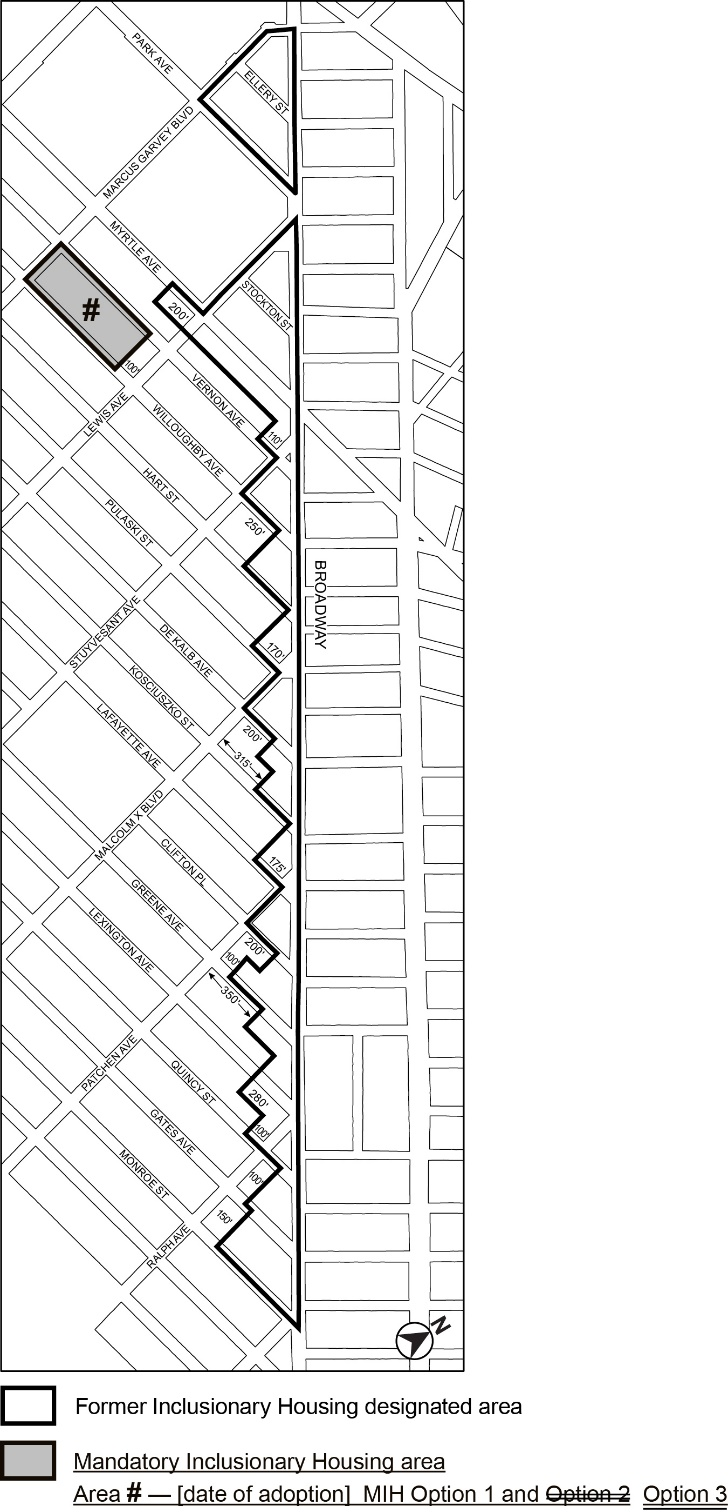 PARK AVE
ELLERY ST
MARCUS GARVEY BLVD
MYRTLE AVE
STOCKTON ST
200'
#
100'
VERNON AVE
LEWIS AVE
WILLOUGHBY AVE
110'
HART ST
PULASKI ST
250'
BROADWAY
STUYVESANT AVE
DE KALB AVE
170'
KOSCIUSZKO ST
LAFAYETTE AVE
200'
315'
MALCOLM X BLVD
CLIFTON PL
175'
GREENE AVE
LEXINGTON AVE
200'
100'
350'
PATCHEN AVE
QUINCY ST
280'
GATES AVE
100'
MONROE ST
100'
150'
RALPH AVE
N
Former Inclusionary Housing designated area
Mandatory Inclusionary Housing area
Area # — [date of adoption] MIH Option 1 and Option 2 Option 3